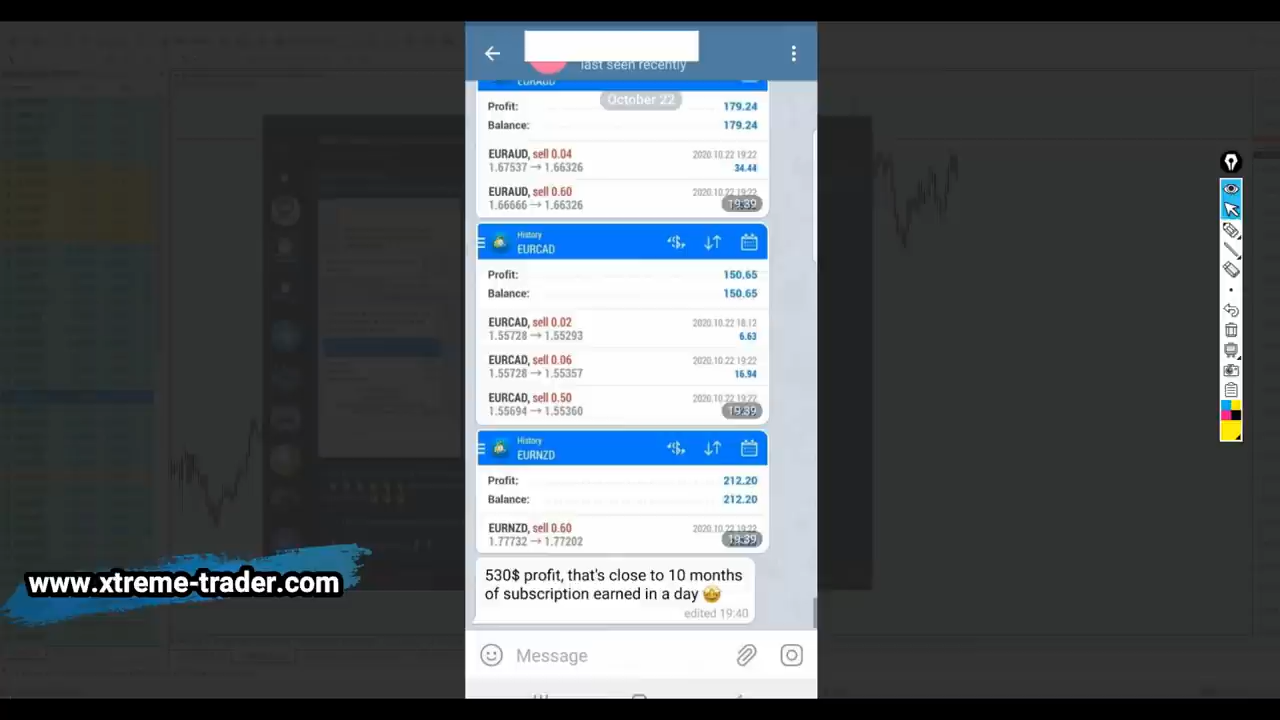 last seen recently
EURAUD
October 22
Profit: 179.24
Balance: 179.24
EURAUD, sell 0.04 2020.10.22 19:22
1.67537 → 1.66326 34.44
EURAUD, sell 0.60 2020.10.22 19:22
1.66666 → 1.66326 19:39
History
EURCAD
Profit: 150.65
Balance: 150.65
EURCAD, sell 0.02 2020.10.22 18:12
1.55728 → 1.55293 6.63
EURCAD, sell 0.06 2020.10.22 19:22
1.55728 → 1.55357 16.94
EURCAD, sell 0.50 2020.10.22 19:22
1.55694 → 1.55360 19:39
History
EURNZD
Profit: 212.20
Balance: 212.20
EURNZD, sell 0.60 2020.10.22 19:22
1.77732 → 1.77202 19:39
530$ profit, that's close to 10 months
of subscription earned in a day 🤩
edited 19:40
Message
www.xtreme-trader.com